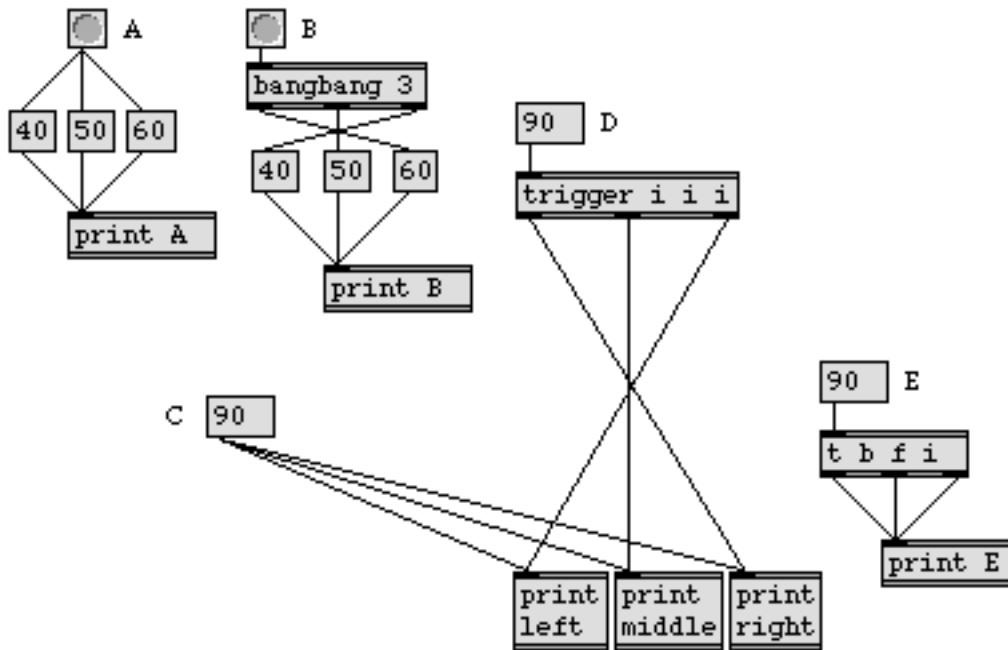 A
B
bangbang 3
40
50
60
40
50
60
90
D
trigger i i i
print A
print B
C
90
90
E
t b f i
print E
print
left
print
middle
print
right